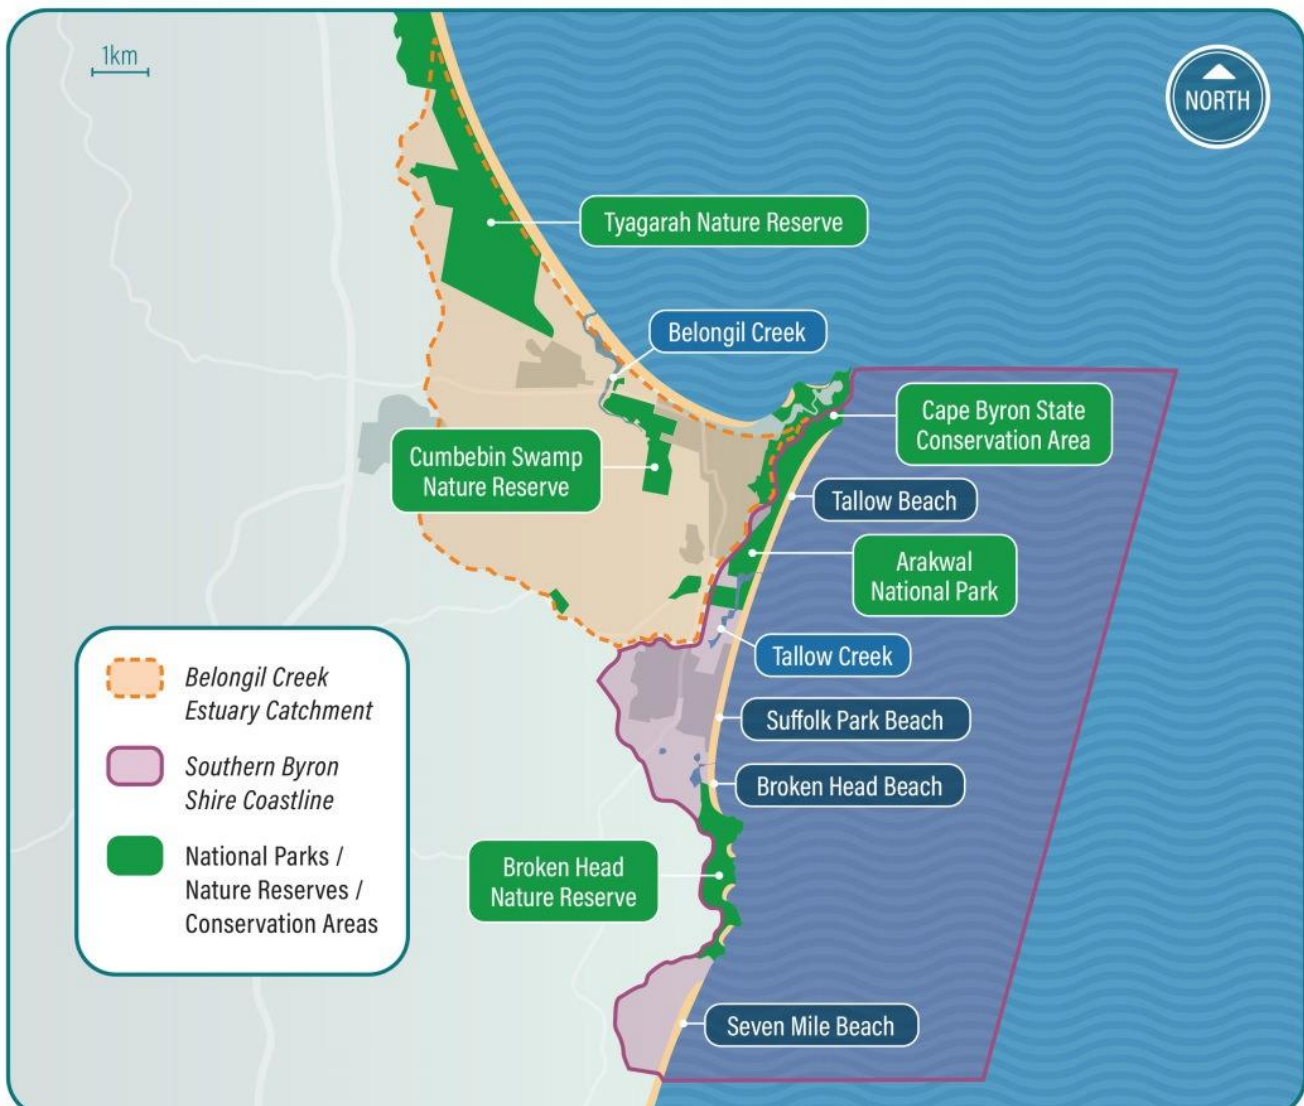 1km
NORTH
Tyagarah Nature Reserve
Belongil Creek
Cape Byron State
Conservation Area
Cumbebin Swamp
Nature Reserve
Tallow Beach
Arakwal
National Park
Tallow Creek
Suffolk Park Beach
Broken Head Beach
Broken Head
Nature Reserve
Seven Mile Beach
Belongil Creek
Estuary Catchment
Southern Byron
Shire Coastline
National Parks /
Nature Reserves /
Conservation Areas